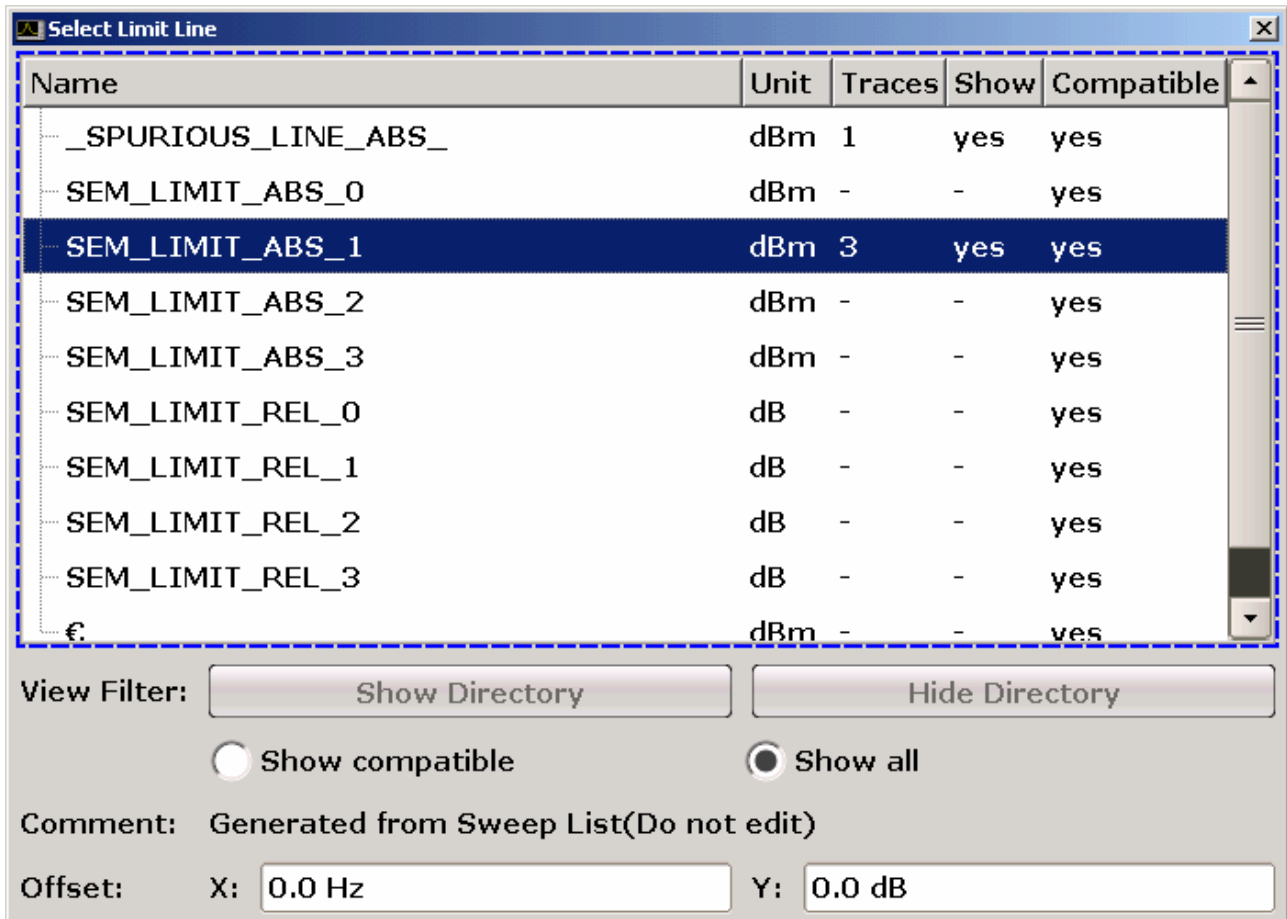 Select Limit Line
Name Unit Traces Show Compatible
_SPURIOUS_LINE_ABS_ dBm 1 yes yes
SEM_LIMIT_ABS_0 dBm - - yes
SEM_LIMIT_ABS_1 dBm 3 yes yes
SEM_LIMIT_ABS_2 dBm - - yes
SEM_LIMIT_ABS_3 dBm - - yes
SEM_LIMIT_REL_0 dB - - yes
SEM_LIMIT_REL_1 dB - - yes
SEM_LIMIT_REL_2 dB - - yes
SEM_LIMIT_REL_3 dB - - yes
€ dBm - - yes
View Filter: Show Directory Hide Directory
Show compatible Show all
Comment: Generated from Sweep List(Do not edit)
Offset: X: 0.0 Hz Y: 0.0 dB